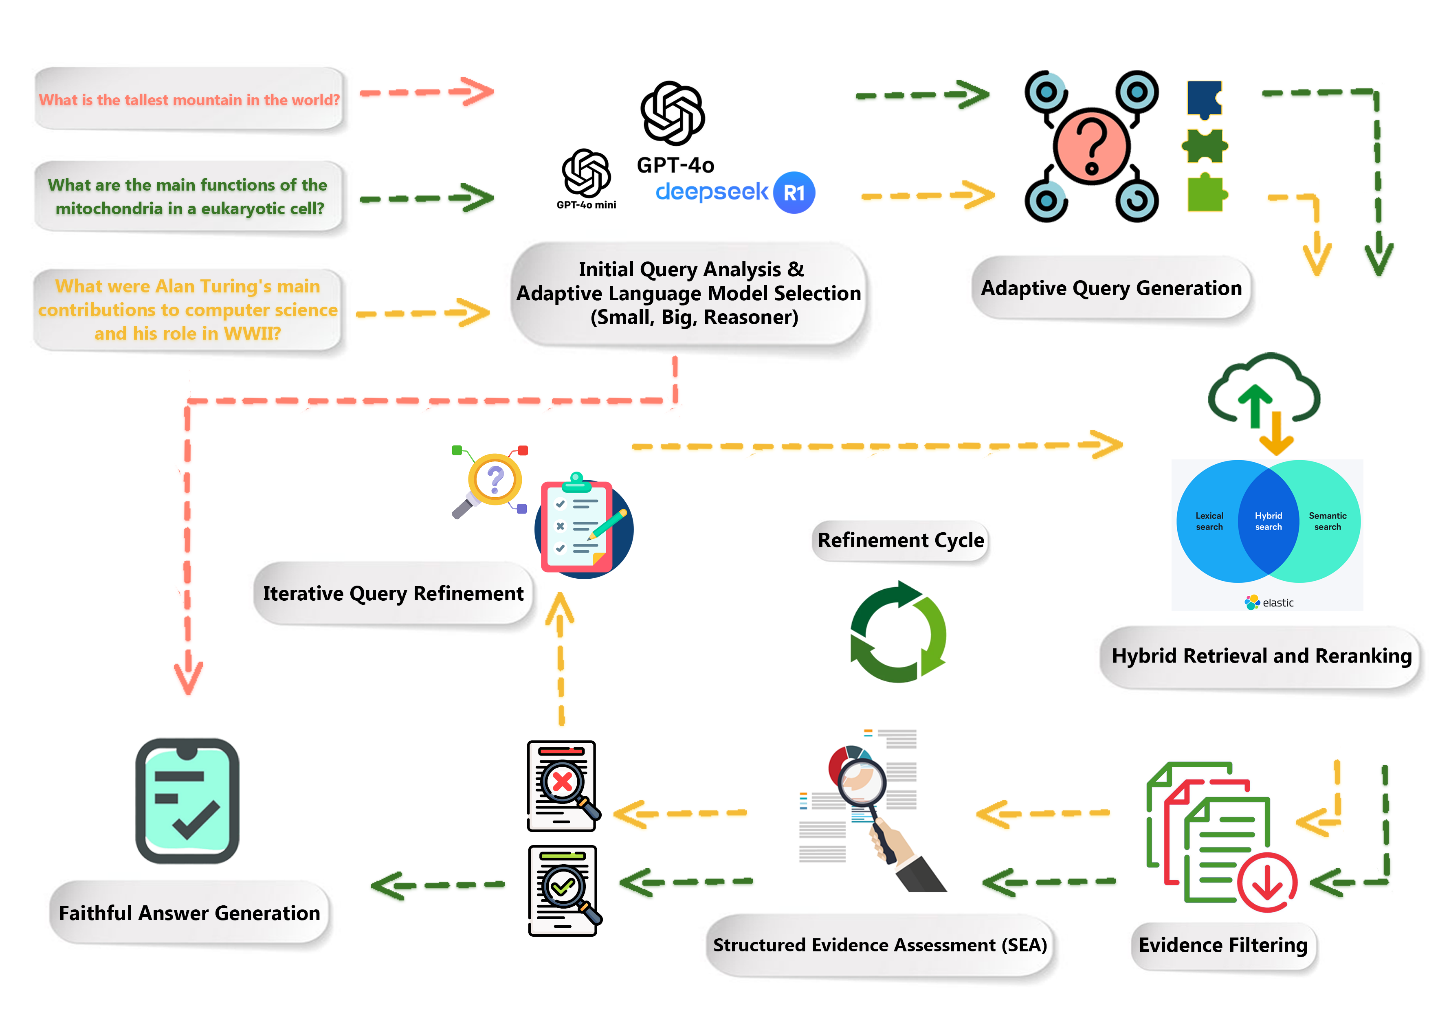 What is the tallest mountain in the world?
What are the main functions of the
mitochondria in a eukaryotic cell?
What were Alan Turing's main
contributions to computer science
and his role in WWII?
GPT-4o
GPT-4o mini
deepseek R1
Initial Query Analysis &
Adaptive Language Model Selection
(Small, Big, Reasoner)
Adaptive Query Generation
Lexical
search
Hybrid
search
Semantic
search
elastic
Hybrid Retrieval and Reranking
Refinement Cycle
Iterative Query Refinement
Faithful Answer Generation
Structured Evidence Assessment (SEA)
Evidence Filtering